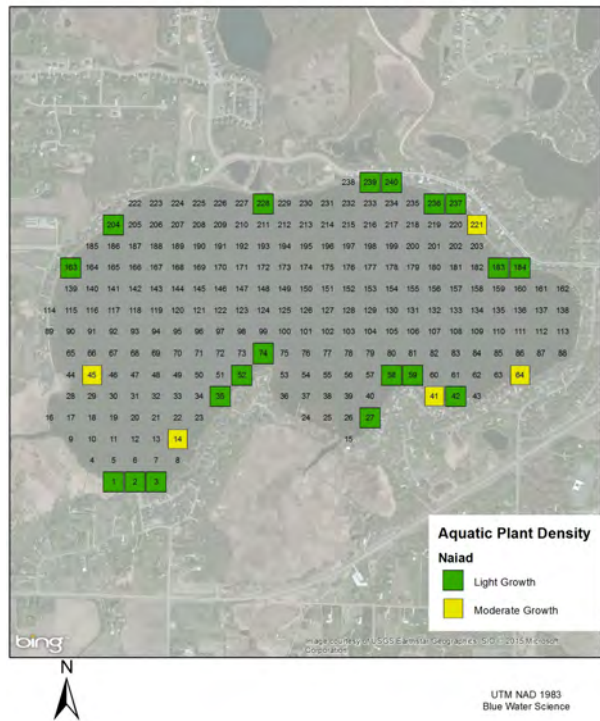 238 239 240
222 223 224 225 226 227 228 229 230 231 232 233 234 235 236 237
204 205 206 207 208 209 210 211 212 213 214 215 216 217 218 219 220 221
185 186 187 188 189 190 191 192 193 194 195 196 197 198 199 200 201 202 203
163 164 165 166 167 168 169 170 171 172 173 174 175 176 177 178 179 180 181 182 183 184
139 140 141 142 143 144 145 146 147 148 149 150 151 152 153 154 155 156 157 158 159 160 161 162
114 115 116 117 118 119 120 121 122 123 124 125 126 127 128 129 130 131 132 133 134 135 136 137 138
89 90 91 92 93 94 95 96 97 98 99 100 101 102 103 104 105 106 107 108 109 110 111 112 113
65 66 67 68 69 70 71 72 73 74 75 76 77 78 79 80 81 82 83 84 85 86 87 88
44 45 46 47 48 49 50 51 52 53 54 55 56 57 58 59 60 61 62 63 64
28 29 30 31 32 33 34 35 36 37 38 39 40 41 42 43
16 17 18 19 20 21 22 23 24 25 26 27
9 10 11 12 13 14 15
4 5 6 7 8
1 2 3
Aquatic Plant Density
Naiad
Light Growth
Moderate Growth
bing
Image courtesy of USGS Earthstar Geographics SIO © 2015 Microsoft
Corporation
N
UTM NAD 1983
Blue Water Science